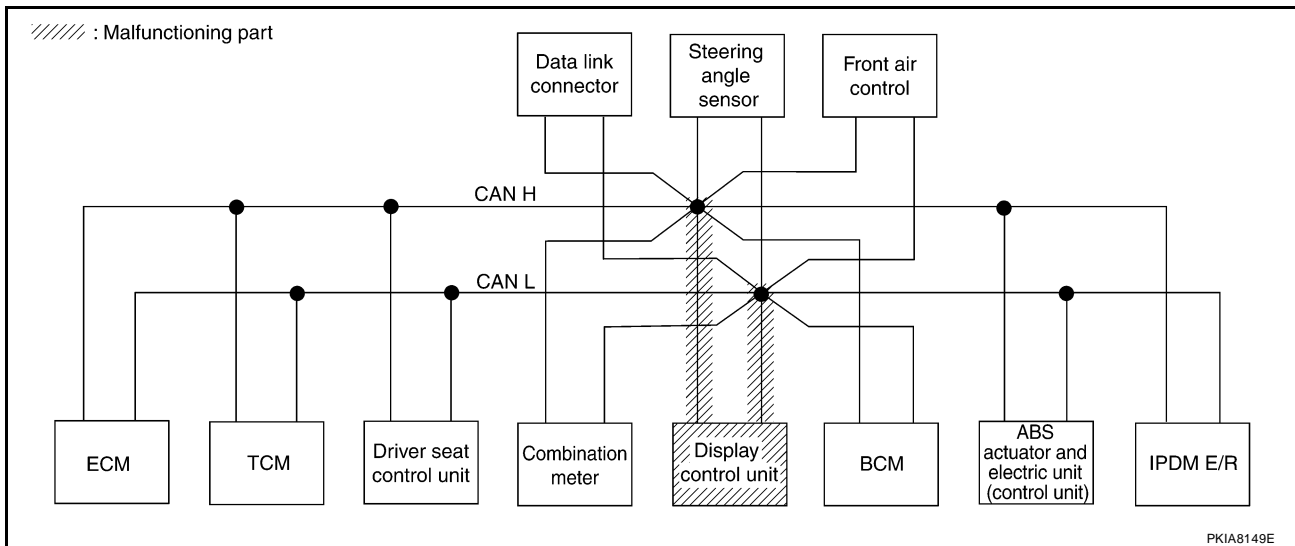 : Malfunctioning part
Data link
connector
Steering
angle
sensor
Front air
control
CAN H
CAN L
ECM
TCM
Driver seat
control unit
Combination
meter
Display
control unit
BCM
ABS
actuator and
electric unit
(control unit)
IPDM E/R
PKIA8149E